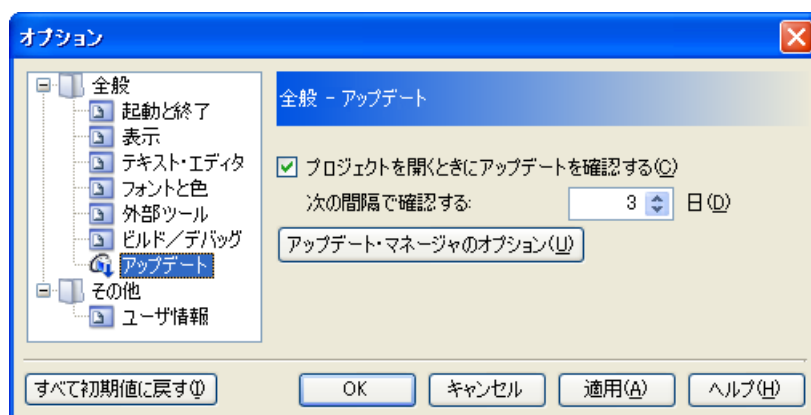 オプション
全般
起動と終了
表示
テキスト・エディタ
フォントと色
外部ツール
ビルド／デバッグ
アップデート
その他
ユーザ情報
全般 - アップデート
プロジェクトを開くときにアップデートを確認する(C)
次の間隔で確認する: 3 日(D)
アップデート・マネージャのオプション(U)
すべて初期値に戻す(I) OK キャンセル 適用(A) ヘルプ(H)